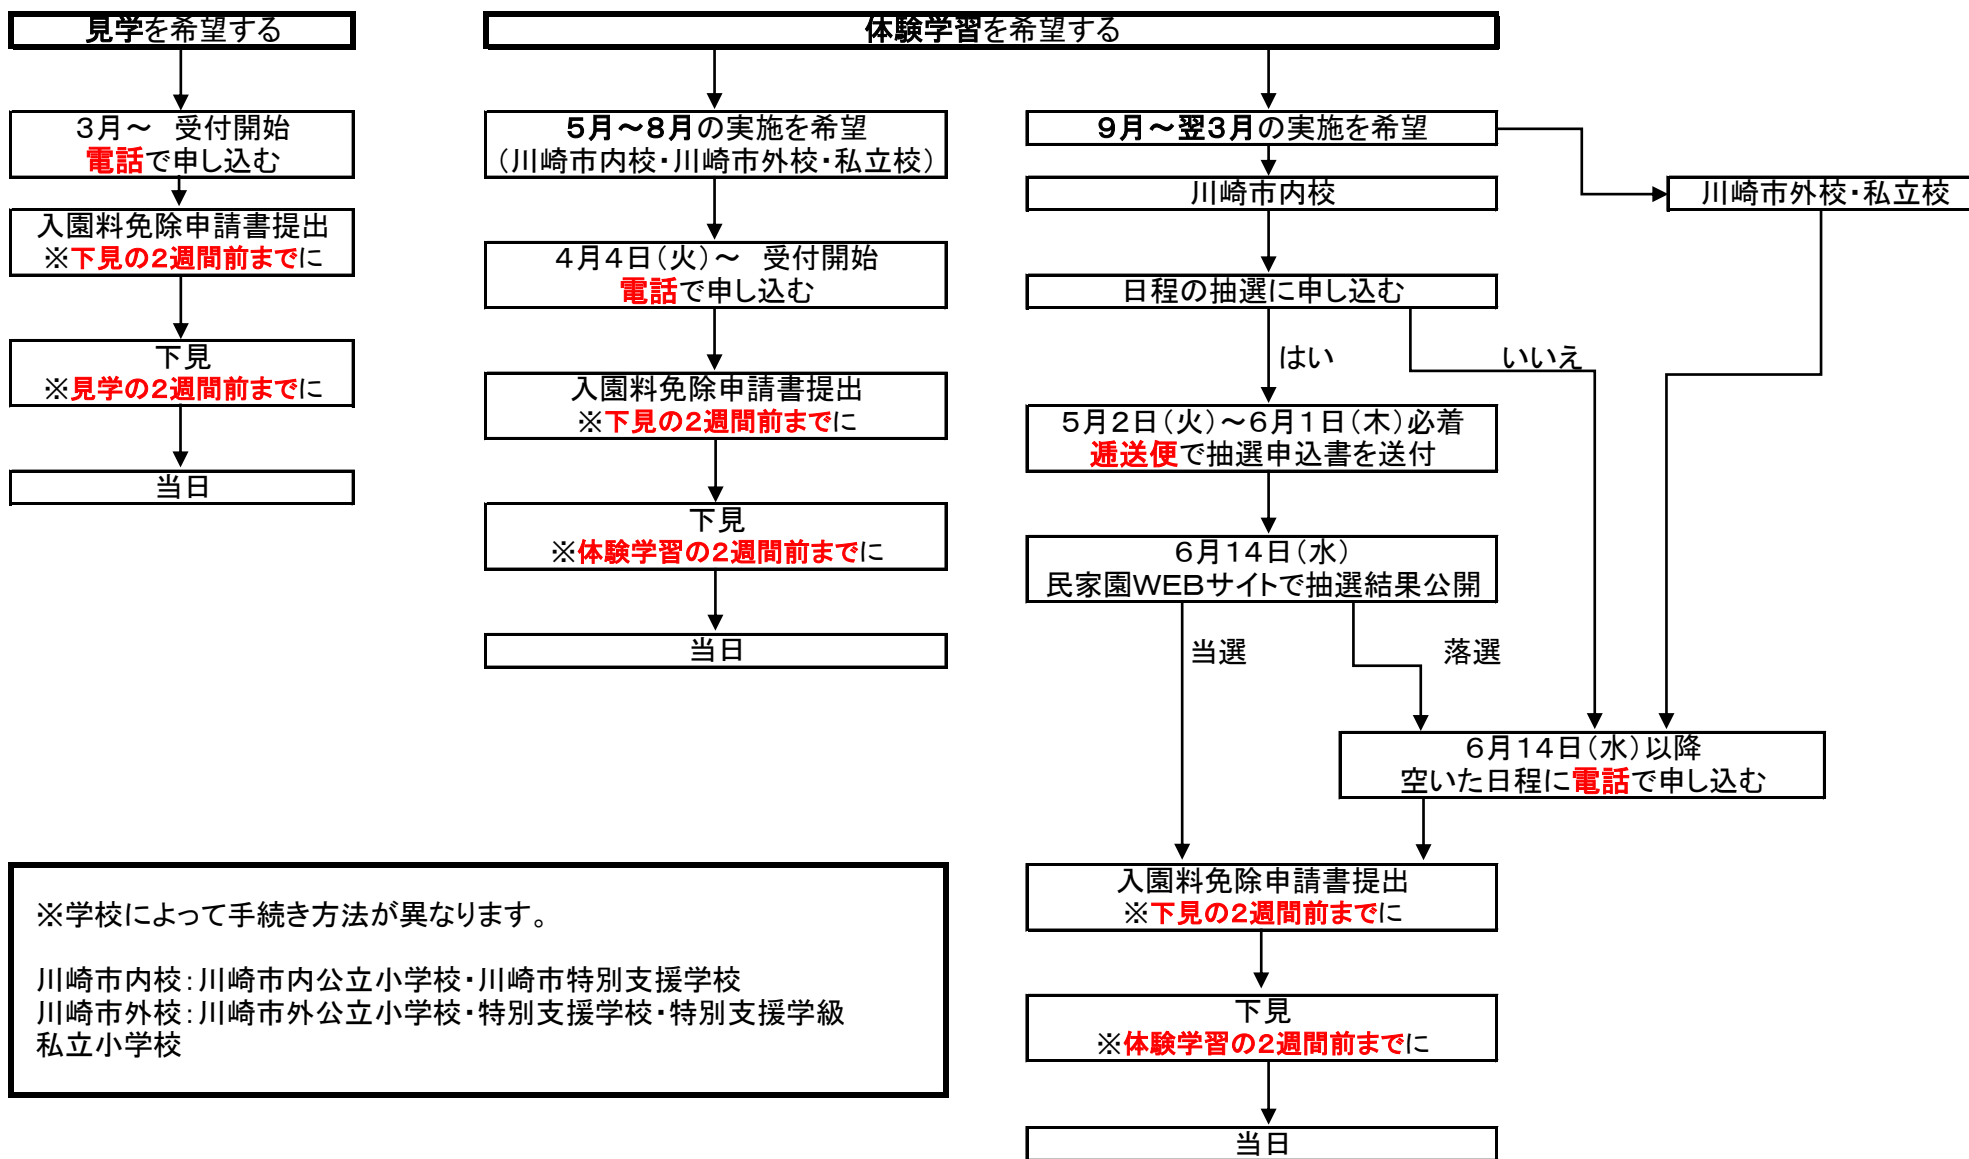 見学を希望する
3月～　受付開始
電話で申し込む
入園料免除申請書提出
※下見の2週間前までに
下見
※見学の2週間前までに
当日
体験学習を希望する
5月～8月の実施を希望
（川崎市内校・川崎市外校・私立校）
4月4日（火）～　受付開始
電話で申し込む
入園料免除申請書提出
※下見の2週間前までに
下見
※体験学習の2週間前までに
当日
9月～翌3月の実施を希望
川崎市内校
川崎市外校・私立校
日程の抽選に申し込む
はい
いいえ
5月2日（火）～6月1日（木）必着
逓送便で抽選申込書を送付
6月14日（水）
民家園WEBサイトで抽選結果公開
当選
落選
6月14日（水）以降
空いた日程に電話で申し込む
入園料免除申請書提出
※下見の2週間前までに
下見
※体験学習の2週間前までに
当日
※学校によって手続き方法が異なります。
川崎市内校：川崎市内公立小学校・川崎市特別支援学校
川崎市外校：川崎市外公立小学校・特別支援学校・特別支援学級
私立小学校